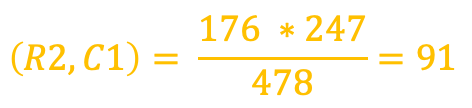 (R2, C1) = 176 * 247 / 478 = 91